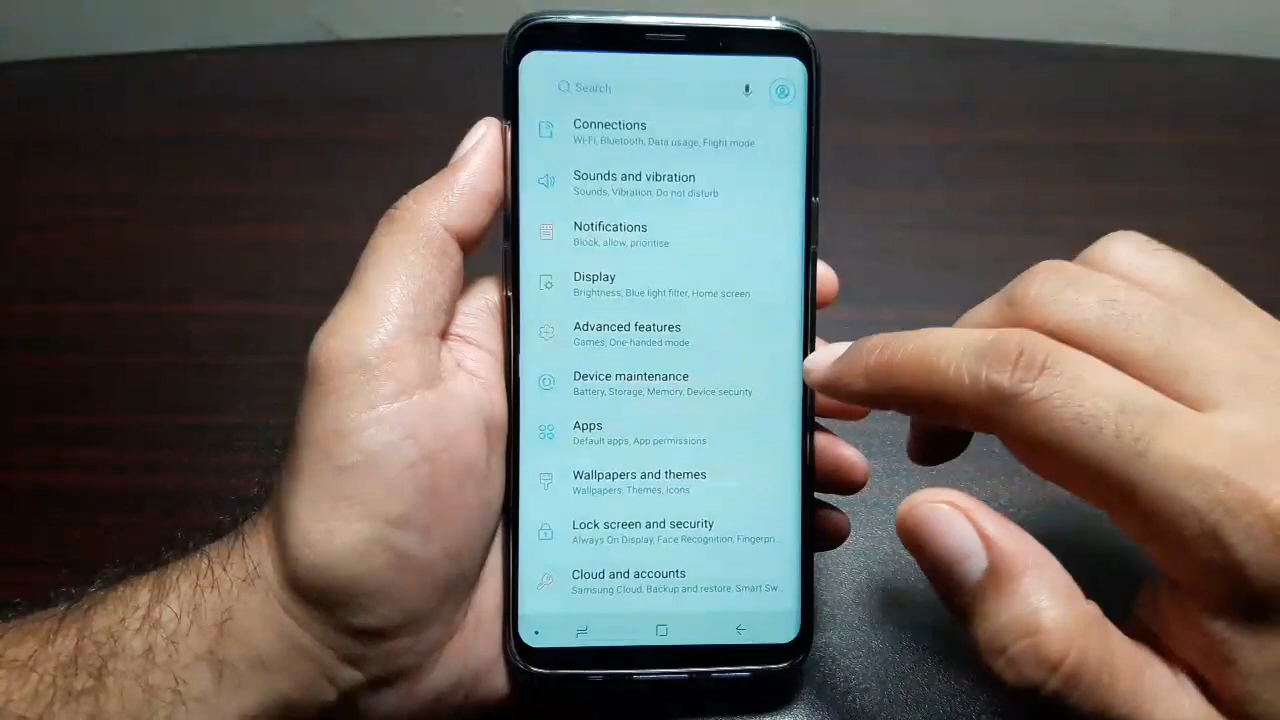 Search
Connections
Wi-Fi, Bluetooth, Data usage, Flight mode
Sounds and vibration
Sounds, Vibration, Do not disturb
Notifications
Block, allow, prioritise
Display
Brightness, Blue light filter, Home screen
Advanced features
Games, One-handed mode
Device maintenance
Battery, Storage, Memory, Device security
Apps
Default apps, App permissions
Wallpapers and themes
Wallpapers, Themes, Icons
Lock screen and security
Always On Display, Face Recognition, Fingerpri...
Cloud and accounts
Samsung Cloud, Backup and restore, Smart Sw...